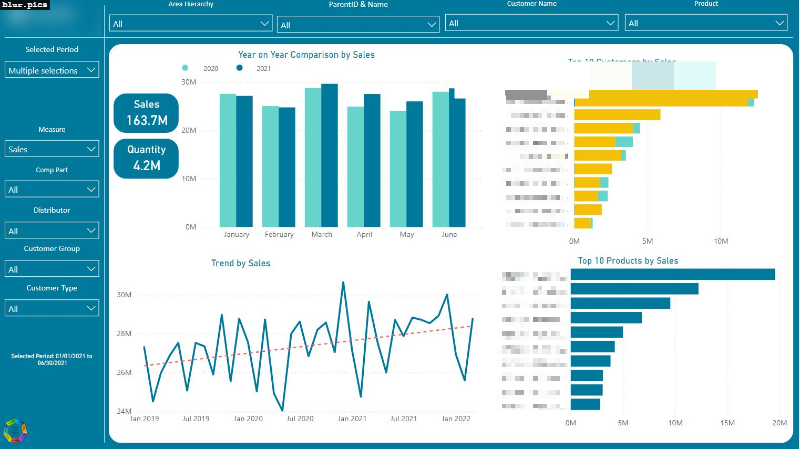 blur.pics
Area Hierarchy
ParentID & Name
Customer Name
Product
All
All
All
All
Selected Period
Multiple selections
Measure
Sales
Comp Part
All
Distributor
All
Customer Group
All
Customer Type
All
Selected Period: 01/01/2021 to
06/30/2021
Year on Year Comparison by Sales
2020
2021
Sales
163.7M
Quantity
4.2M
30M
20M
10M
0M
January
February
March
April
May
June
Top 10 Customers by Sales
0M
5M
10M
Trend by Sales
30M
28M
26M
24M
Jan 2019
Jul 2019
Jan 2020
Jul 2020
Jan 2021
Jul 2021
Jan 2022
Top 10 Products by Sales
0M
5M
10M
15M
20M